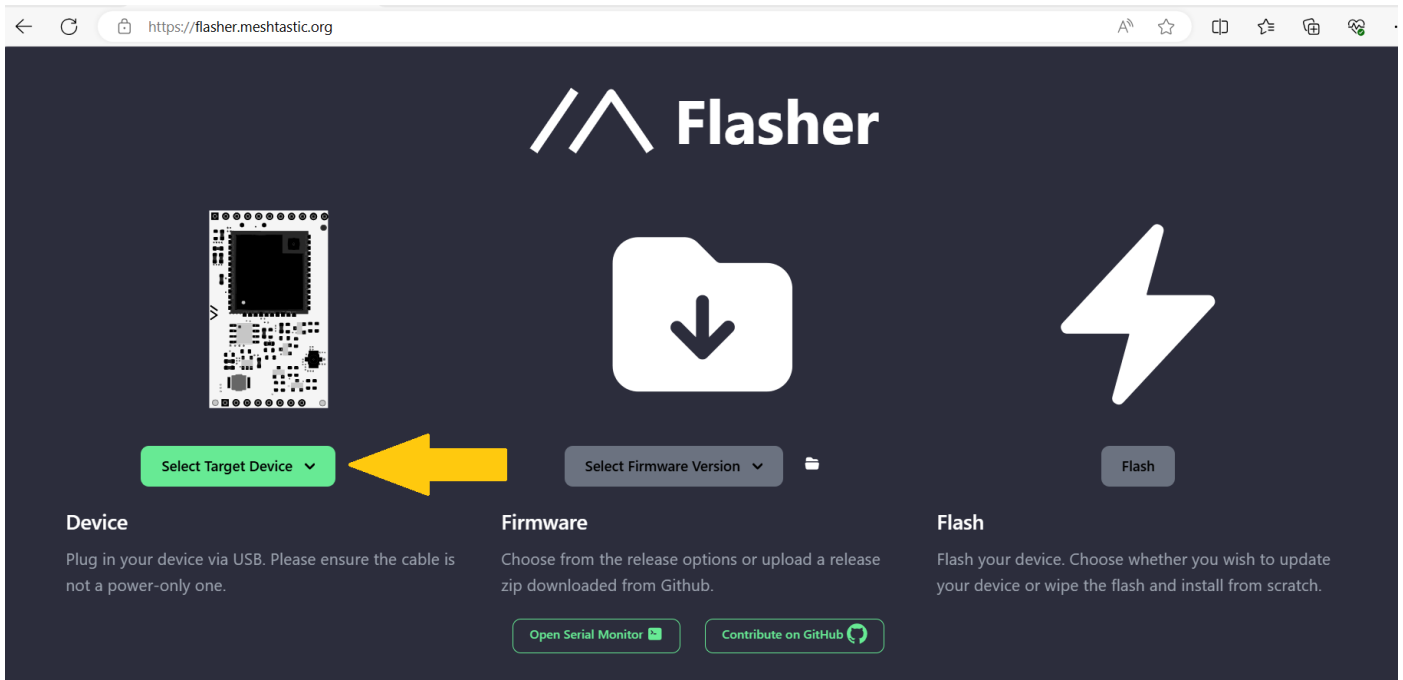 https://flasher.meshtastic.org
Flasher
Select Target Device
Select Firmware Version
Flash
Device
Plug in your device via USB. Please ensure the cable is
not a power-only one.
Firmware
Choose from the release options or upload a release
zip downloaded from Github.
Flash
Flash your device. Choose whether you wish to update
your device or wipe the flash and install from scratch.
Open Serial Monitor
Contribute on GitHub